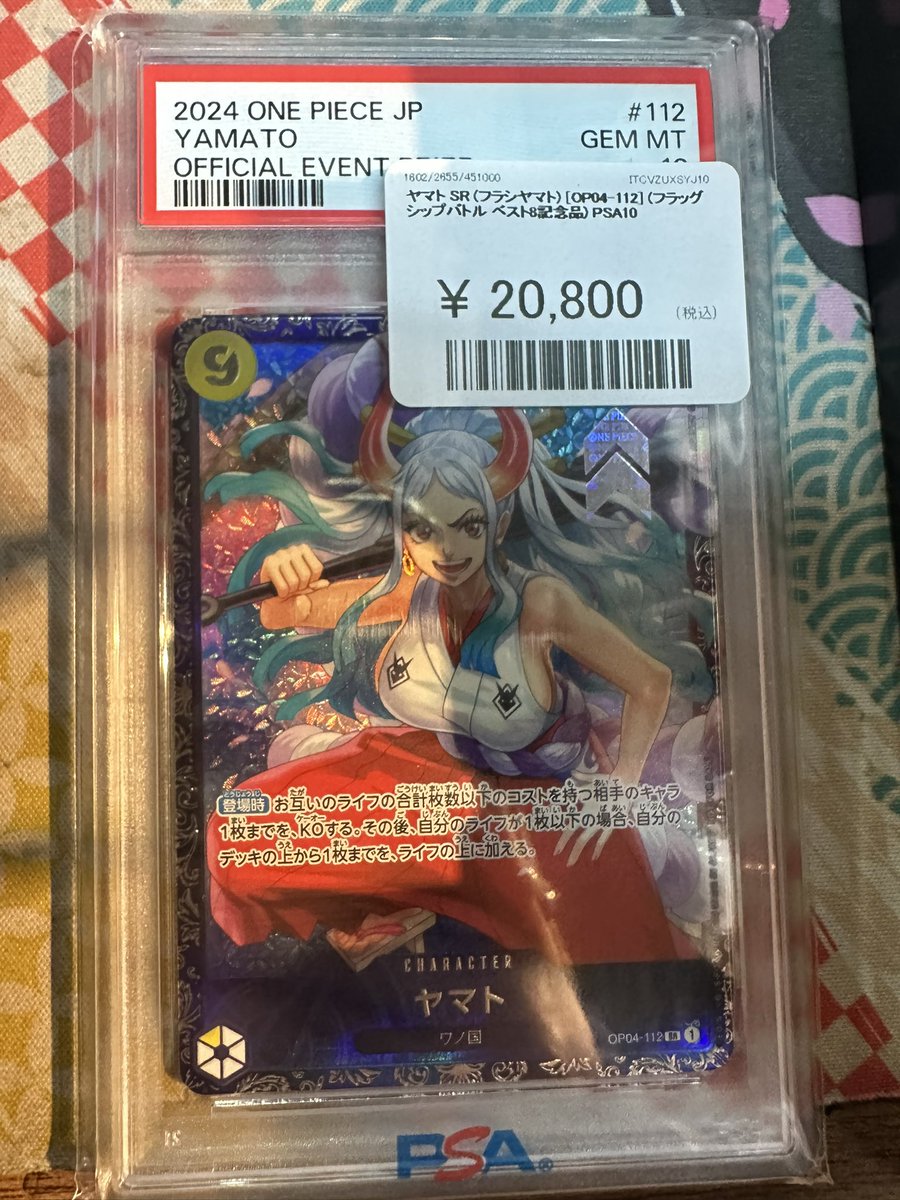 2024 ONE PIECE JP #112
YAMATO GEM MT
OFFICIAL EVENT
1602/2655/451000 ITCVZUXSYJ10
ヤマト SR (フラシヤマト) [OP04-112] (フラッグ
シップバトル ベスト8記念品) PSA10
¥ 20,800 (税込)
9
ONE PIECE
登場時 お互いのライフの合計枚数以下のコストを持つ相手のキャラ
1枚までを、KOする。その後、自分のライフが1枚以下の場合、自分の
デッキの上から1枚までを、ライフの上に加える。
CHARACTER
ヤマト
ワノ国
OP04-112 SR 1
PSA